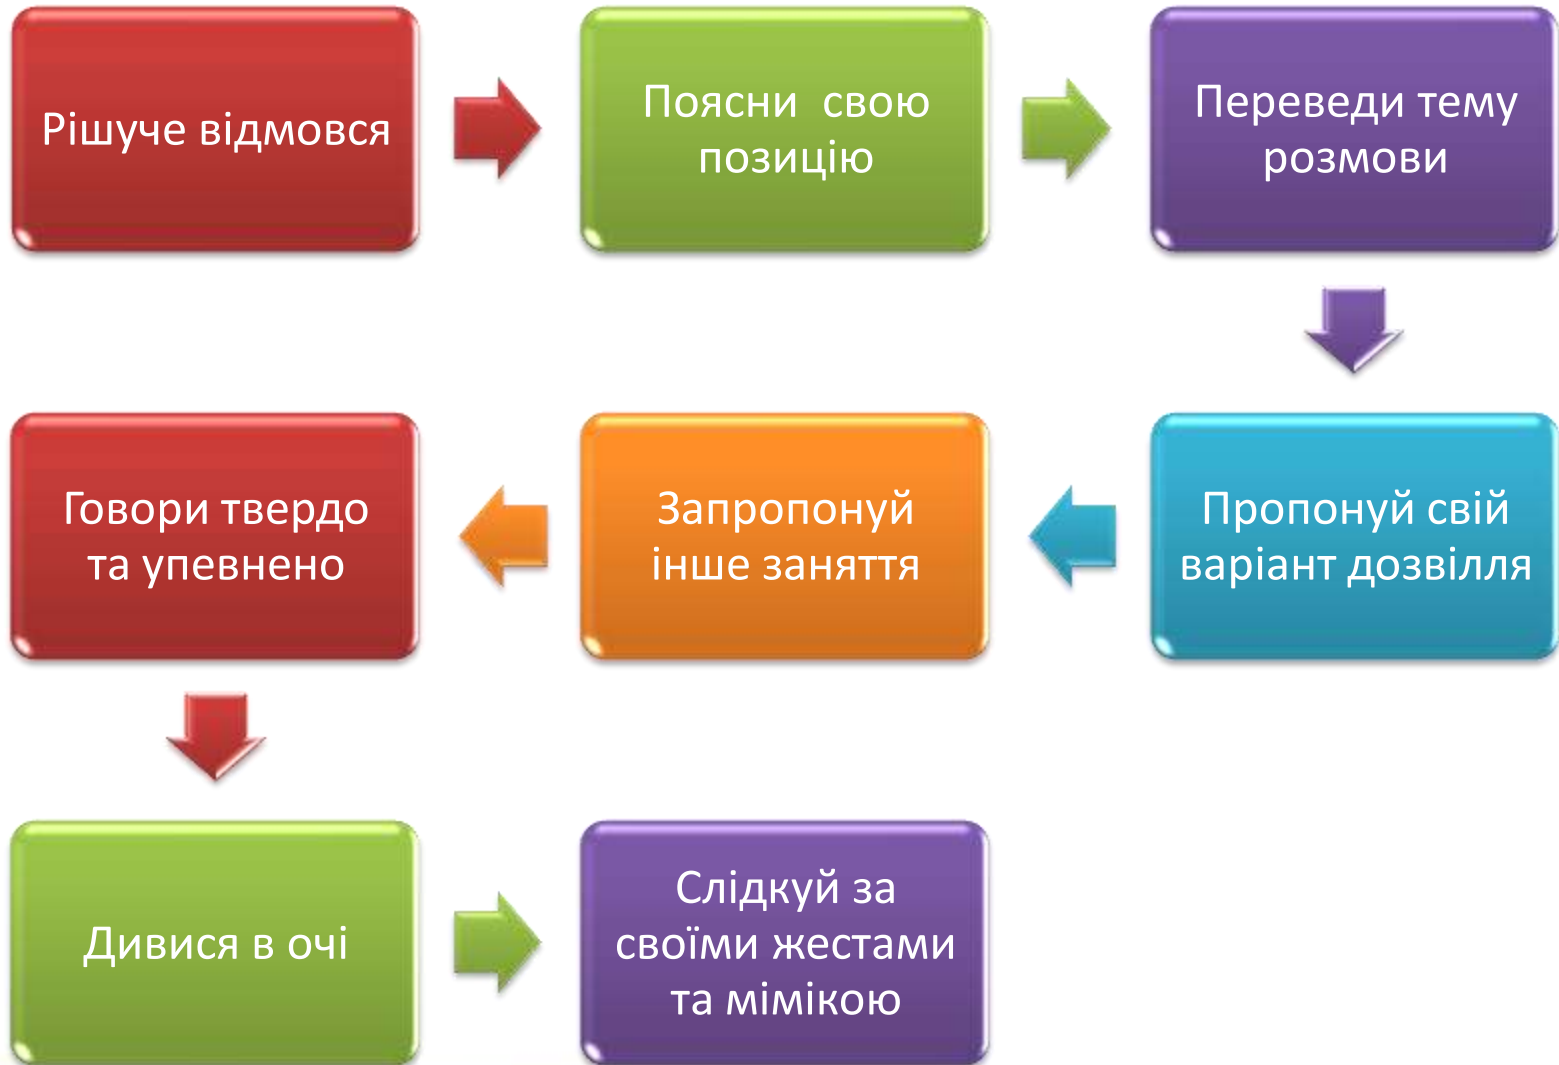 Рішуче відмовся
Поясни свою
позицію
Переведи тему
розмови
Пропонуй свій
варіант дозвілля
Запропонуй
інше заняття
Говори твердо
та упевнено
Дивися в очі
Слідкуй за
своїми жестами
та мімікою